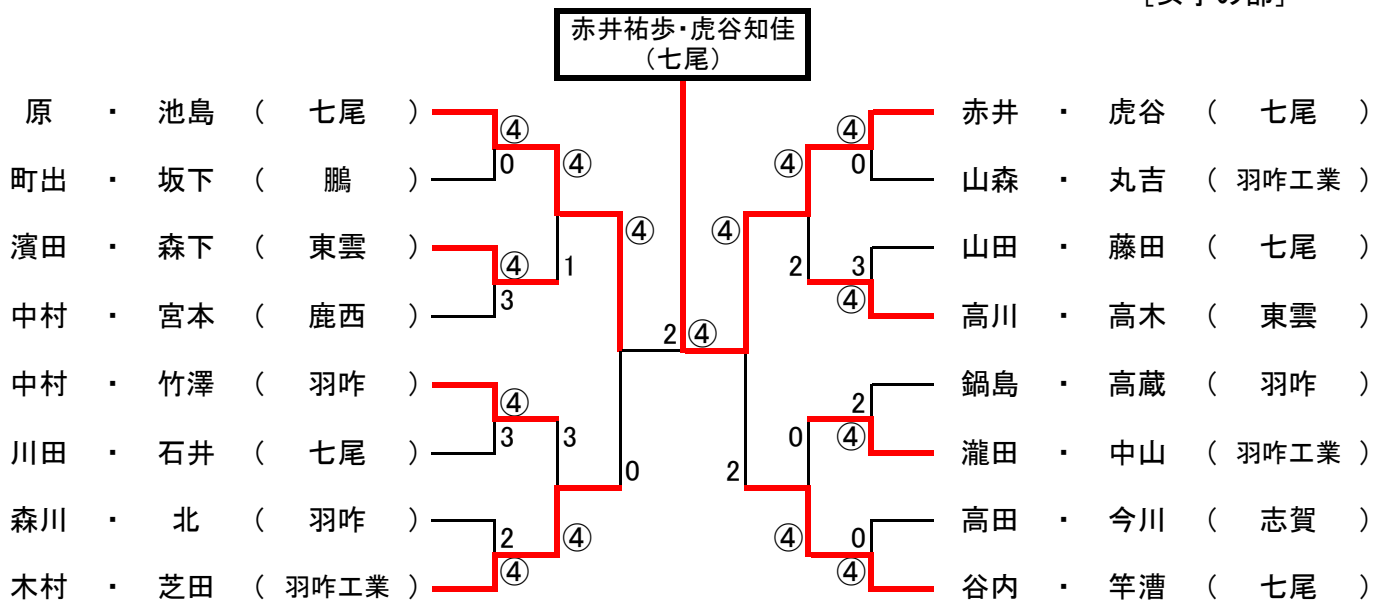 ［女子の部］
赤井祐歩・虎谷知佳
（七尾）
原 ・ 池島 （ 七尾 ）
④
0
町出 ・ 坂下 （ 鵬 ）
④
濱田 ・ 森下 （ 東雲 ）
④
3
中村 ・ 宮本 （ 鹿西 ）
1
④
中村 ・ 竹澤 （ 羽咋 ）
④
3
川田 ・ 石井 （ 七尾 ）
3
森川 ・ 北 （ 羽咋 ）
2
④
木村 ・ 芝田 （ 羽咋工業 ）
④
0
2 ④
赤井 ・ 虎谷 （ 七尾 ）
④
0
山森 ・ 丸吉 （ 羽咋工業 ）
④
山田 ・ 藤田 （ 七尾 ）
3
④
高川 ・ 高木 （ 東雲 ）
2
④
鍋島 ・ 高蔵 （ 羽咋 ）
2
④
瀧田 ・ 中山 （ 羽咋工業 ）
0
高田 ・ 今川 （ 志賀 ）
0
④
谷内 ・ 竿漕 （ 七尾 ）
④
2